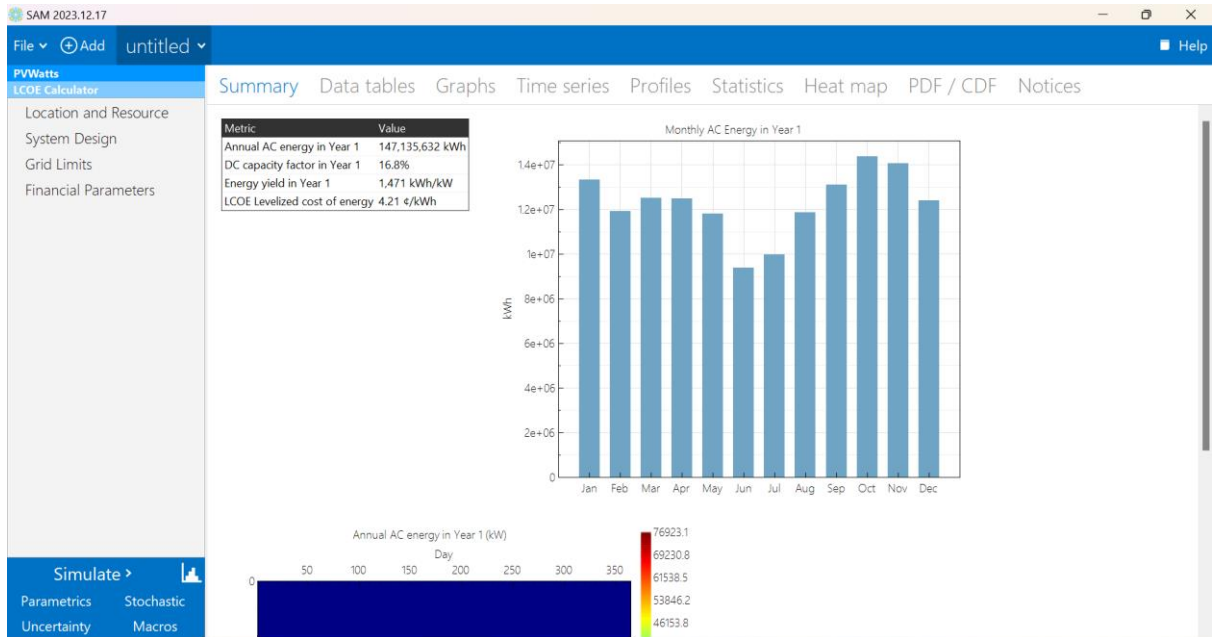 SAM 2023.12.17
File Add untitled Help
PVWatts
LCOE Calculator
Location and Resource
System Design
Grid Limits
Financial Parameters
Simulate >
Parametrics Stochastic
Uncertainty Macros
Summary Data tables Graphs Time series Profiles Statistics Heat map PDF / CDF Notices
Metric Value
Annual AC energy in Year 1 147,135,632 kWh
DC capacity factor in Year 1 16.8%
Energy yield in Year 1 1,471 kWh/kW
LCOE Levelized cost of energy 4.21 ¢/kWh
Monthly AC Energy in Year 1
1.4e+07
1.2e+07
1e+07
8e+06
6e+06
4e+06
2e+06
0
kWh
Jan Feb Mar Apr May Jun Jul Aug Sep Oct Nov Dec
Annual AC energy in Year 1 (kW)
Day
50 100 150 200 250 300 350
0
76923.1
69230.8
61538.5
53846.2
46153.8